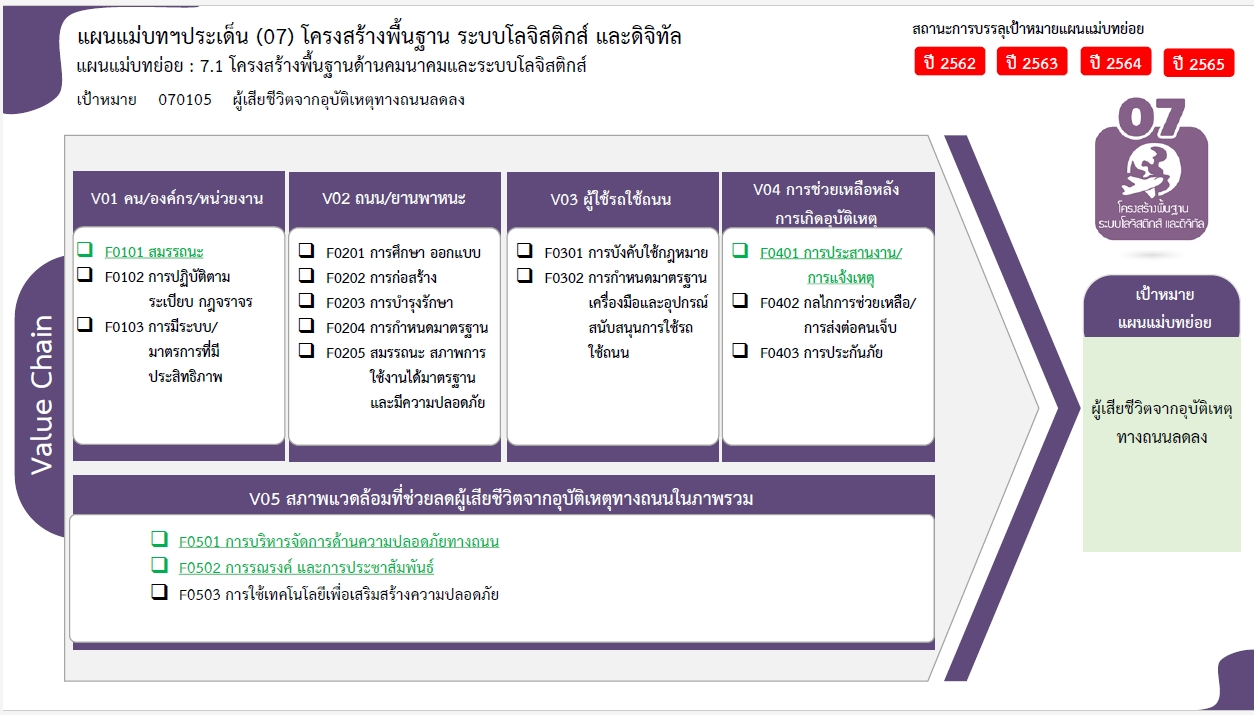 แผนแม่บทฯประเด็น (07) โครงสร้างพื้นฐาน ระบบโลจิสติกส์ และดิจิทัล
แผนแม่บทย่อย : 7.1 โครงสร้างพื้นฐานด้านคมนาคมและระบบโลจิสติกส์
เป้าหมาย 070105 ผู้เสียชีวิตจากอุบัติเหตุทางถนนลดลง
สถานะการบรรลุเป้าหมายแผนแม่บทย่อย
ปี 2562 ปี 2563 ปี 2564 ปี 2565
07
โครงสร้างพื้นฐาน
ระบบโลจิสติกส์ และดิจิทัล
Value Chain
V01 คน/องค์กร/หน่วยงาน
F0101 สมรรถนะ
F0102 การปฏิบัติตาม
ระเบียบ กฎจราจร
F0103 การมีระบบ/
มาตรการที่มี
ประสิทธิภาพ
V02 ถนน/ยานพาหนะ
F0201 การศึกษา ออกแบบ
F0202 การก่อสร้าง
F0203 การบำรุงรักษา
F0204 การกำหนดมาตรฐาน
F0205 สมรรถนะ สภาพการ
ใช้งานได้มาตรฐาน
และมีความปลอดภัย
V03 ผู้ใช้รถใช้ถนน
F0301 การบังคับใช้กฎหมาย
F0302 การกำหนดมาตรฐาน
เครื่องมือและอุปกรณ์
สนับสนุนการใช้รถ
ใช้ถนน
V04 การช่วยเหลือหลัง
การเกิดอุบัติเหตุ
F0401 การประสานงาน/
การแจ้งเหตุ
F0402 กลไกการช่วยเหลือ/
การส่งต่อคนเจ็บ
F0403 การประกันภัย
V05 สภาพแวดล้อมที่ช่วยลดผู้เสียชีวิตจากอุบัติเหตุทางถนนในภาพรวม
F0501 การบริหารจัดการด้านความปลอดภัยทางถนน
F0502 การรณรงค์ และการประชาสัมพันธ์
F0503 การใช้เทคโนโลยีเพื่อเสริมสร้างความปลอดภัย
เป้าหมาย
แผนแม่บทย่อย
ผู้เสียชีวิตจากอุบัติเหตุ
ทางถนนลดลง